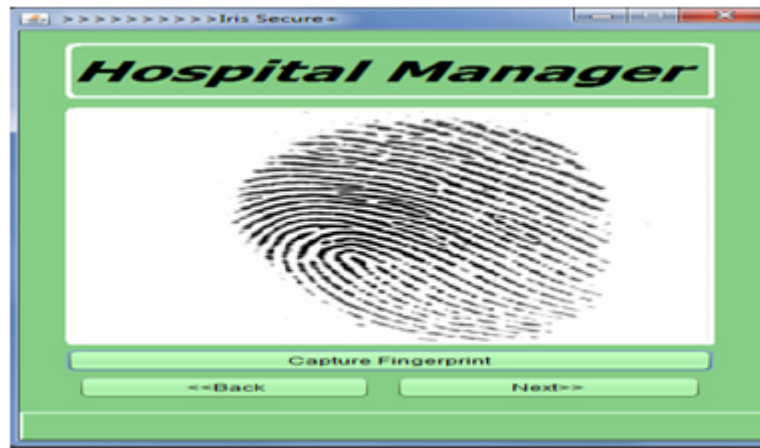 >>>>>>>>>>Iris Secure+
Hospital Manager
Capture Fingerprint
<<Back
Next>>